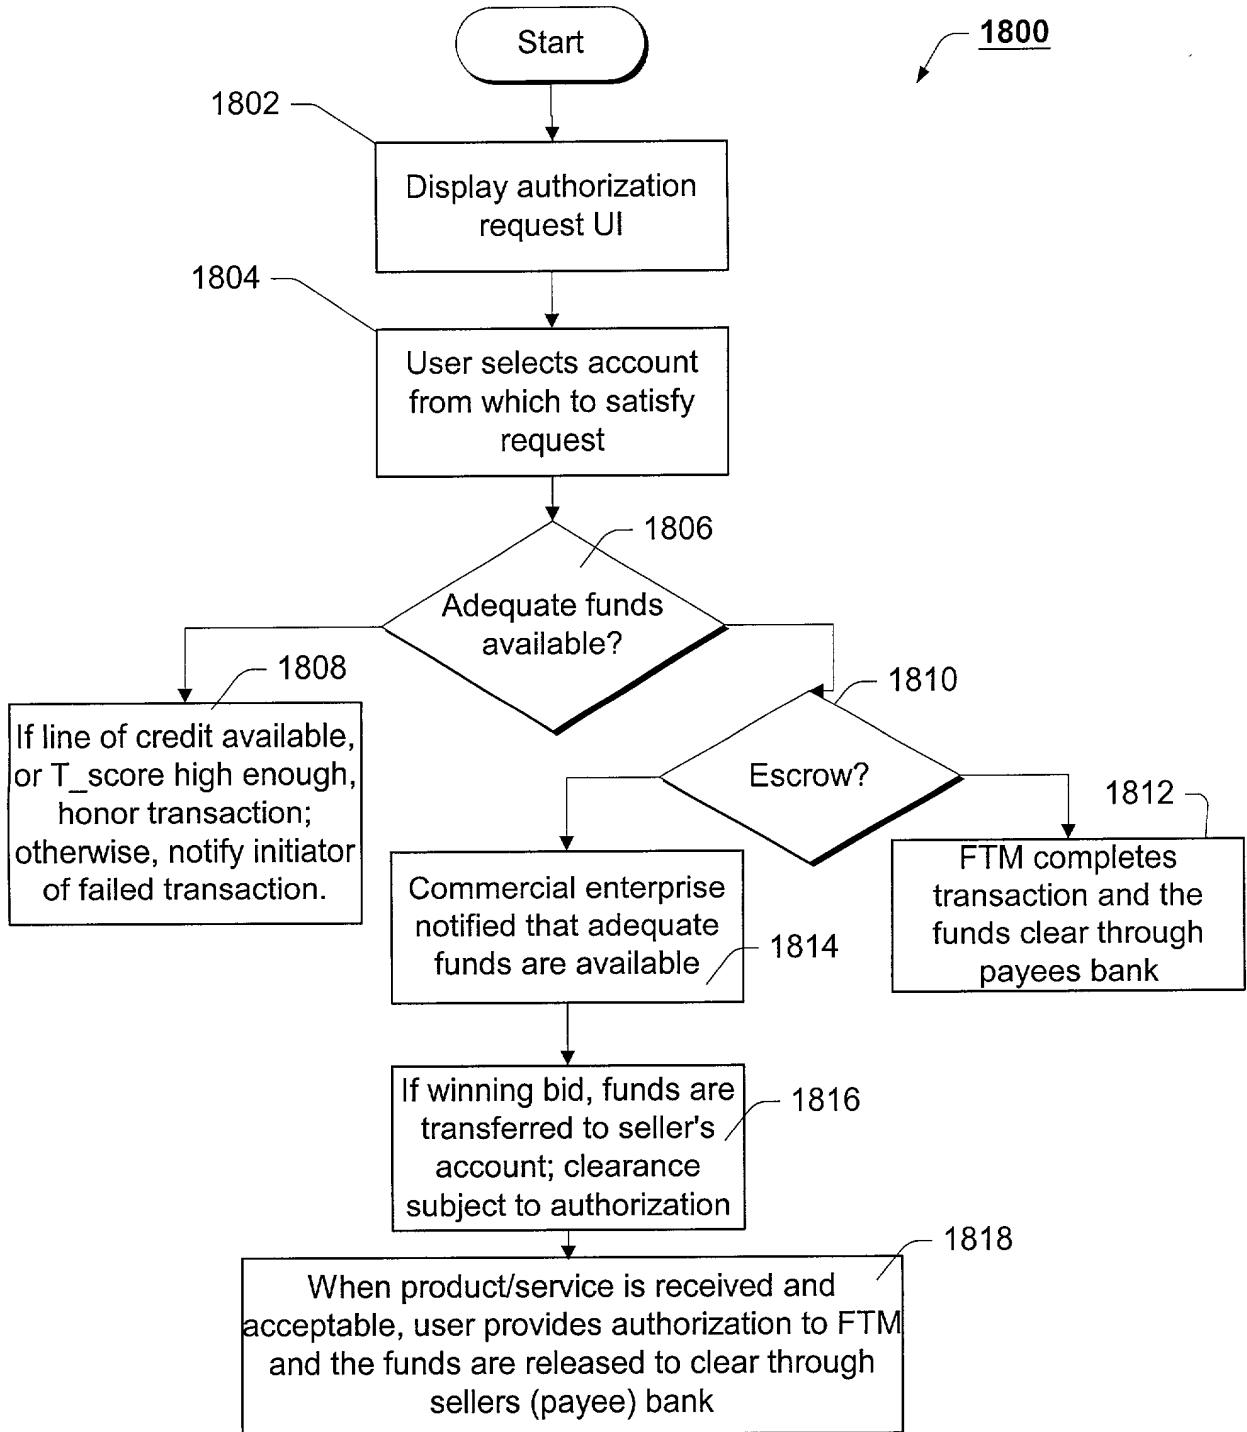 Start
1800
1802
Display authorization
request UI
1804
User selects account
from which to satisfy
request
1806
Adequate funds
available?
1808
If line of credit available,
or T_score high enough,
honor transaction;
otherwise, notify initiator
of failed transaction.
1810
Escrow?
1812
FTM completes
transaction and the
funds clear through
payees bank
Commercial enterprise
notified that adequate
funds are available
1814
If winning bid, funds are
transferred to seller's
account; clearance
subject to authorization
1816
1818
When product/service is received and
acceptable, user provides authorization to FTM
and the funds are released to clear through
sellers (payee) bank